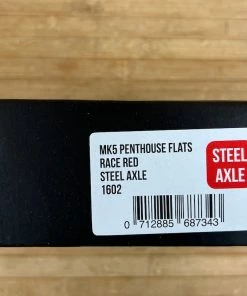 MK5 PENTHOUSE FLATS
RACE RED
STEEL AXLE
1602
STEEL
AXLE
0 712885 687343